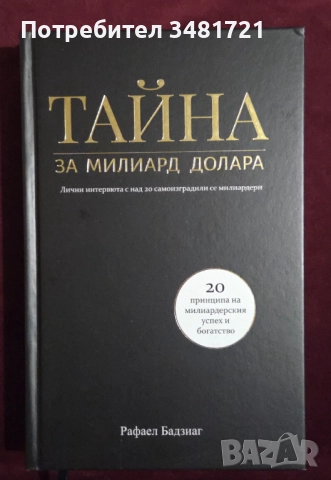 Потребител 3481721
ТАЙНА
ЗА МИЛИАРД ДОЛАРА
Лични интервюта с над 20 самоизградили се милиардери
20
принципа на
милиардерския
успех и
богатство
Рафаел Бадзиаг
BAZAR